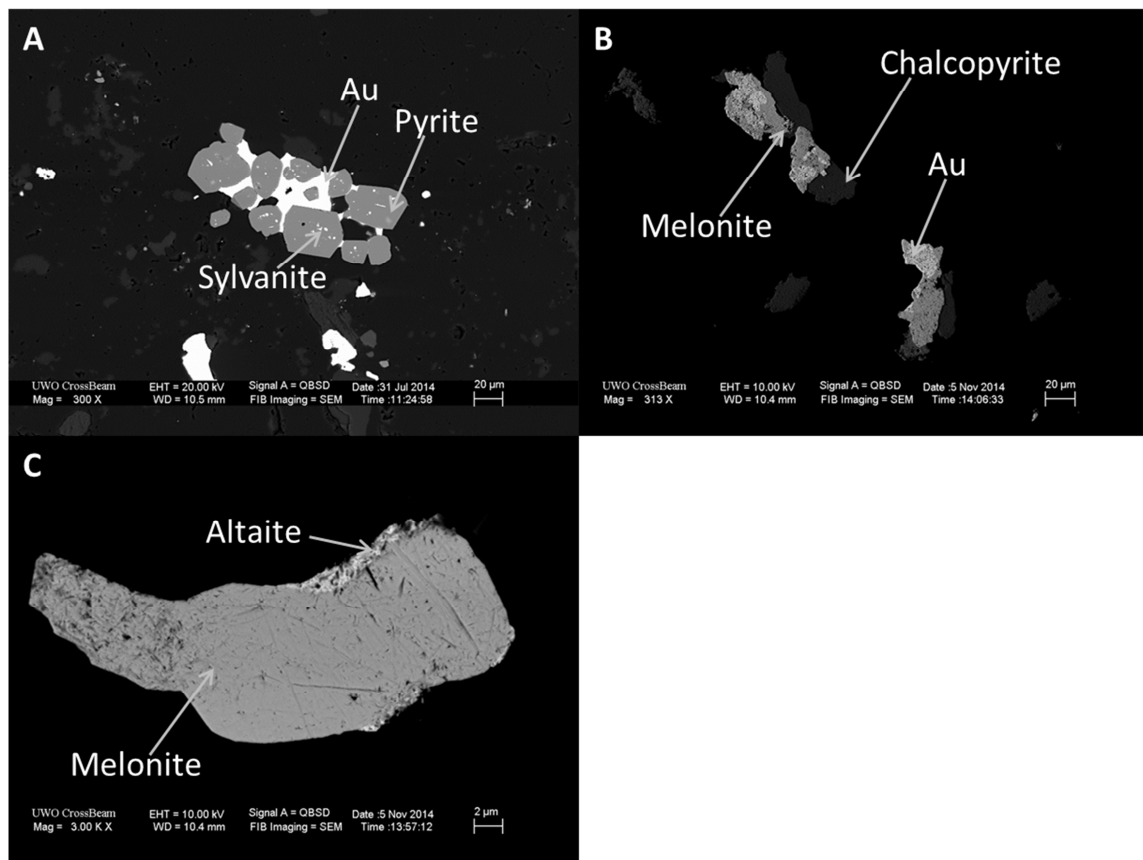 A
Au
Pyrite
Sylvanite
UWO CrossBeam EHT = 20.00 kV Signal A = QBSD Date :31 Jul 2014 20 µm
Mag = 300 X WD = 10.5 mm FIB Imaging = SEM Time :11:24:58
B
Chalcopyrite
Melonite
Au
UWO CrossBeam EHT = 10.00 kV Signal A = QBSD Date :5 Nov 2014 20 µm
Mag = 313 X WD = 10.4 mm FIB Imaging = SEM Time :14:06:33
C
Altaite
Melonite
UWO CrossBeam EHT = 10.00 kV Signal A = QBSD Date :5 Nov 2014 2 µm
Mag = 3.00 K X WD = 10.4 mm FIB Imaging = SEM Time :13:57:12